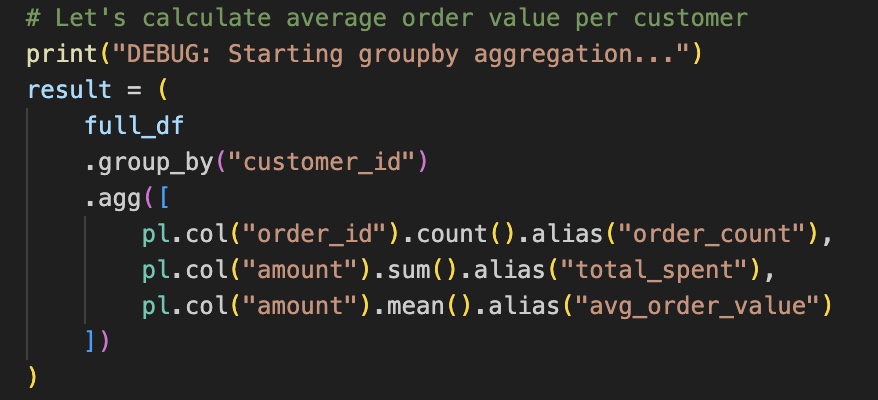 # Let's calculate average order value per customer
print("DEBUG: Starting groupby aggregation...")
result = (
    full_df
    .group_by("customer_id")
    .agg([
        pl.col("order_id").count().alias("order_count"),
        pl.col("amount").sum().alias("total_spent"),
        pl.col("amount").mean().alias("avg_order_value")
    ])
)